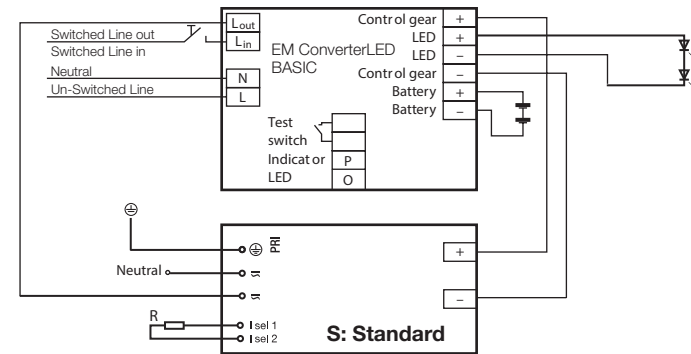 Switched Line out
Switched Line in
Neutral
Un-Switched Line
Lout
Lin
N
L
EM ConverterLED
BASIC
Control gear +
LED +
LED –
Control gear –
Battery +
Battery –
Test
switch
Indicator P
LED O
PRI
Neutral
+
–
R
I sel 1
I sel 2
S: Standard